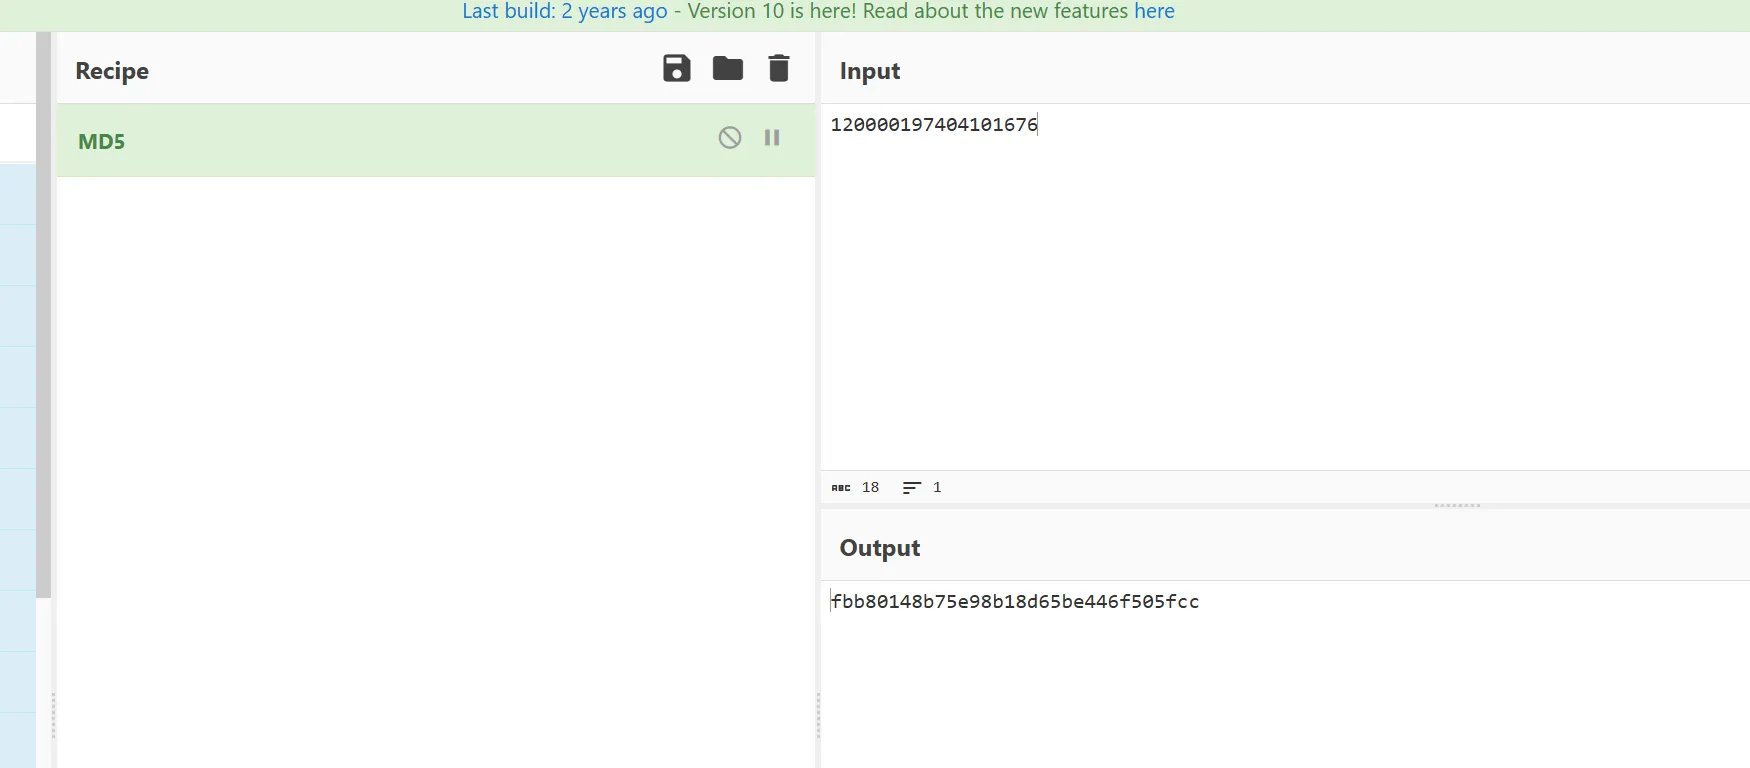 Last build: 2 years ago - Version 10 is here! Read about the new features here
Recipe
MD5
Input
120000197404101676
ABC 18 1
Output
fbb80148b75e98b18d65be446f505fcc